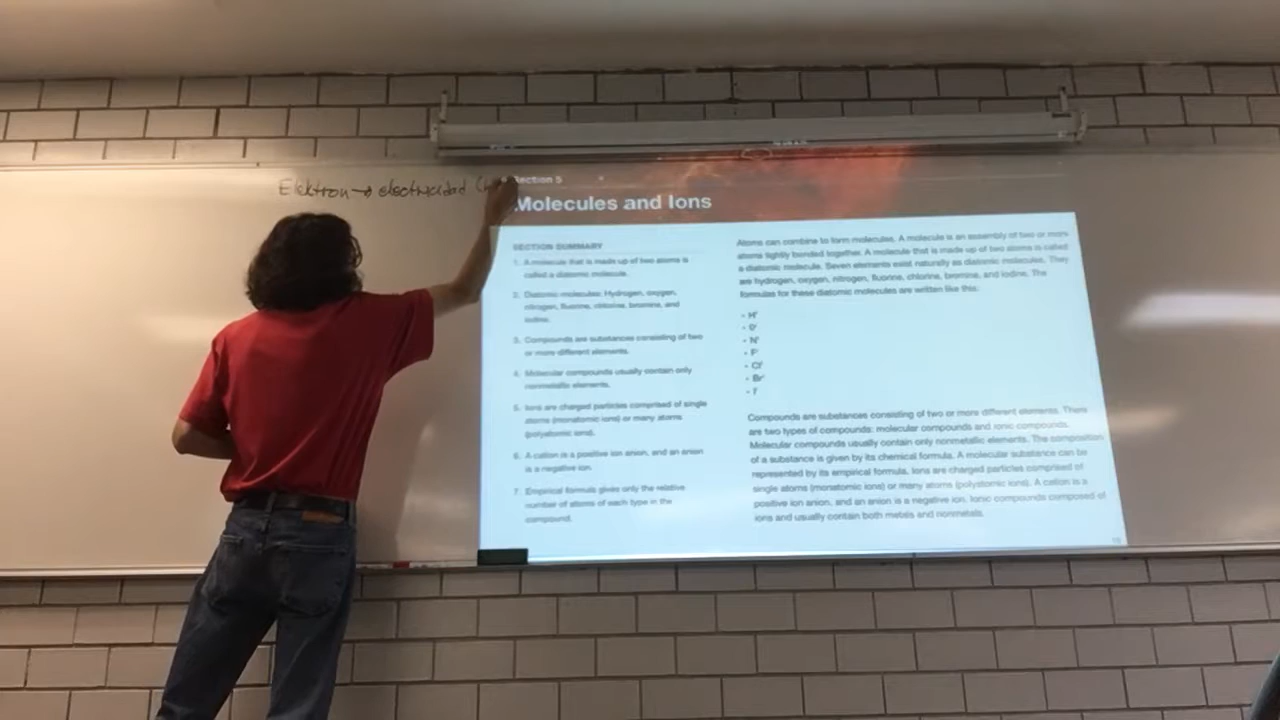 Elektron → electricidad (
Section 5
Molecules and Ions
SECTION SUMMARY
1. A molecule that is made up of two atoms is
called a diatomic molecule.
2. Diatomic molecules: Hydrogen, oxygen,
nitrogen, fluorine, chlorine, bromine, and
iodine.
3. Compounds are substances consisting of two
or more different elements.
4. Molecular compounds usually contain only
nonmetallic elements.
5. Ions are charged particles comprised of single
atoms (monatomic ions) or many atoms
(polyatomic ions).
6. A cation is a positive ion anion, and an anion
is a negative ion.
7. Empirical formula gives only the relative
number of atoms of each type in the
compound.
Atoms can combine to form molecules. A molecule is an assembly of two or more
atoms tightly bonded together. A molecule that is made up of two atoms is called
a diatomic molecule. Seven elements exist naturally as diatomic molecules. They
are hydrogen, oxygen, nitrogen, fluorine, chlorine, bromine, and iodine. The
formulas for these diatomic molecules are written like this:
• H²
• O²
• N²
• F²
• Cl²
• Br²
• I²
Compounds are substances consisting of two or more different elements. There
are two types of compounds: molecular compounds and ionic compounds.
Molecular compounds usually contain only nonmetallic elements. The composition
of a substance is given by its chemical formula. A molecular substance can be
represented by its empirical formula. Ions are charged particles comprised of
single atoms (monatomic ions) or many atoms (polyatomic ions). A cation is a
positive ion anion, and an anion is a negative ion. Ionic compounds composed of
ions and usually contain both metals and nonmetals.